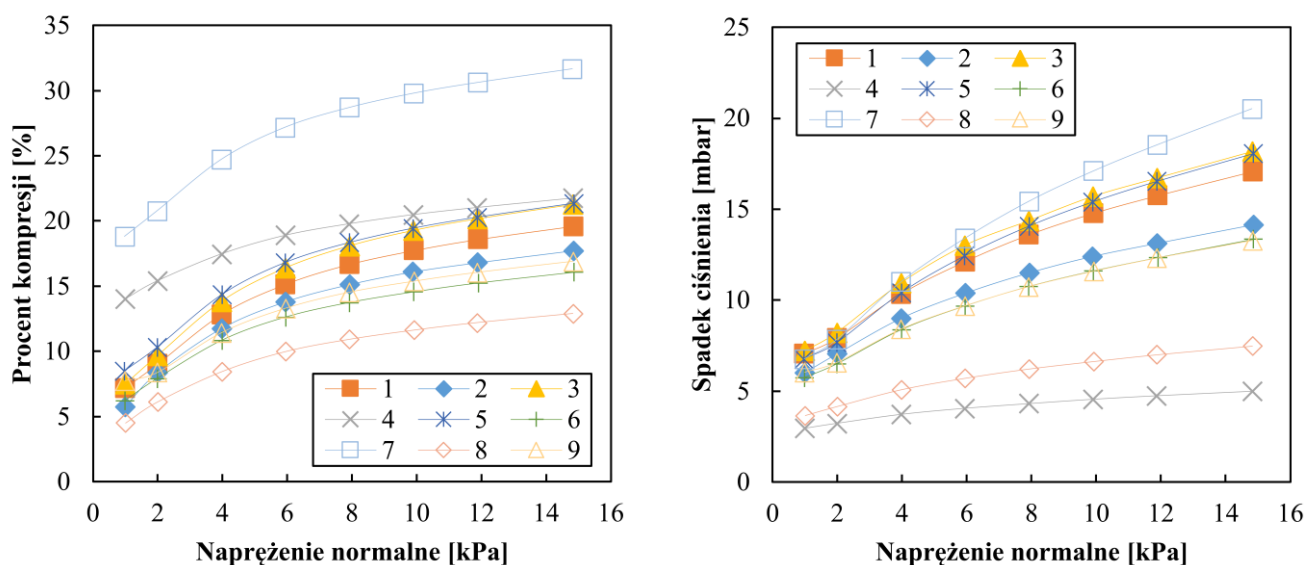 35
30
25
20
15
10
5
0
Procent kompresji [%]
1 2 3
4 5 6
7 8 9
0 2 4 6 8 10 12 14 16
Naprężenie normalne [kPa]
25
20
15
10
5
0
Spadek ciśnienia [mbar]
1 2 3
4 5 6
7 8 9
0 2 4 6 8 10 12 14 16
Naprężenie normalne [kPa]